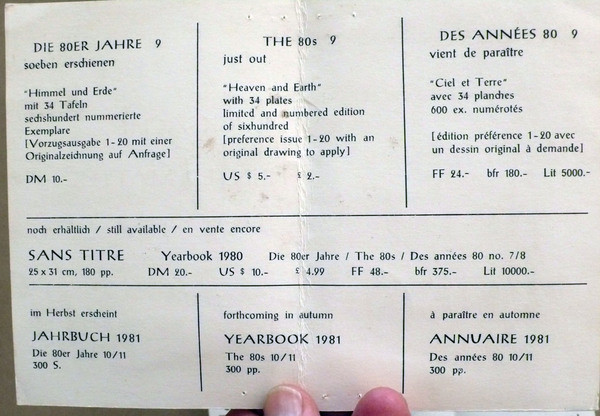 DIE 80ER JAHRE 9
soeben erschienen
"Himmel und Erde"
mit 34 Tafeln
sechshundert nummerierte
Exemplare
[Vorzugsausgabe 1-20 mit einer
Originalzeichnung auf Anfrage]
DM 10.-
THE 80s 9
just out
"Heaven and Earth"
with 34 plates
limited and numbered edition
of sixhundred
[preference issue 1-20 with an
original drawing to apply]
US $ 5.- £ 2.-
DES ANNÉES 80 9
vient de paraître
"Ciel et Terre"
avec 34 planches
600 ex. numérotés
[édition préférence 1-20 avec
un dessin original à demande]
FF 24.- bfr 180.- Lit 5000.-
noch erhältlich / still available / en vente encore
SANS TITRE Yearbook 1980 Die 80er Jahre / The 80s / Des années 80 no. 7/8
25 x 31 cm, 180 pp. DM 20.- US $ 10.- £ 4.99 FF 48.- bfr 375.- Lit 10000.-
im Herbst erscheint
JAHRBUCH 1981
Die 80er Jahre 10/11
300 S.
forthcoming in autumn
YEARBOOK 1981
The 80s 10/11
300 pp.
à paraître en automne
ANNUAIRE 1981
Des années 80 10/11
300 pp.